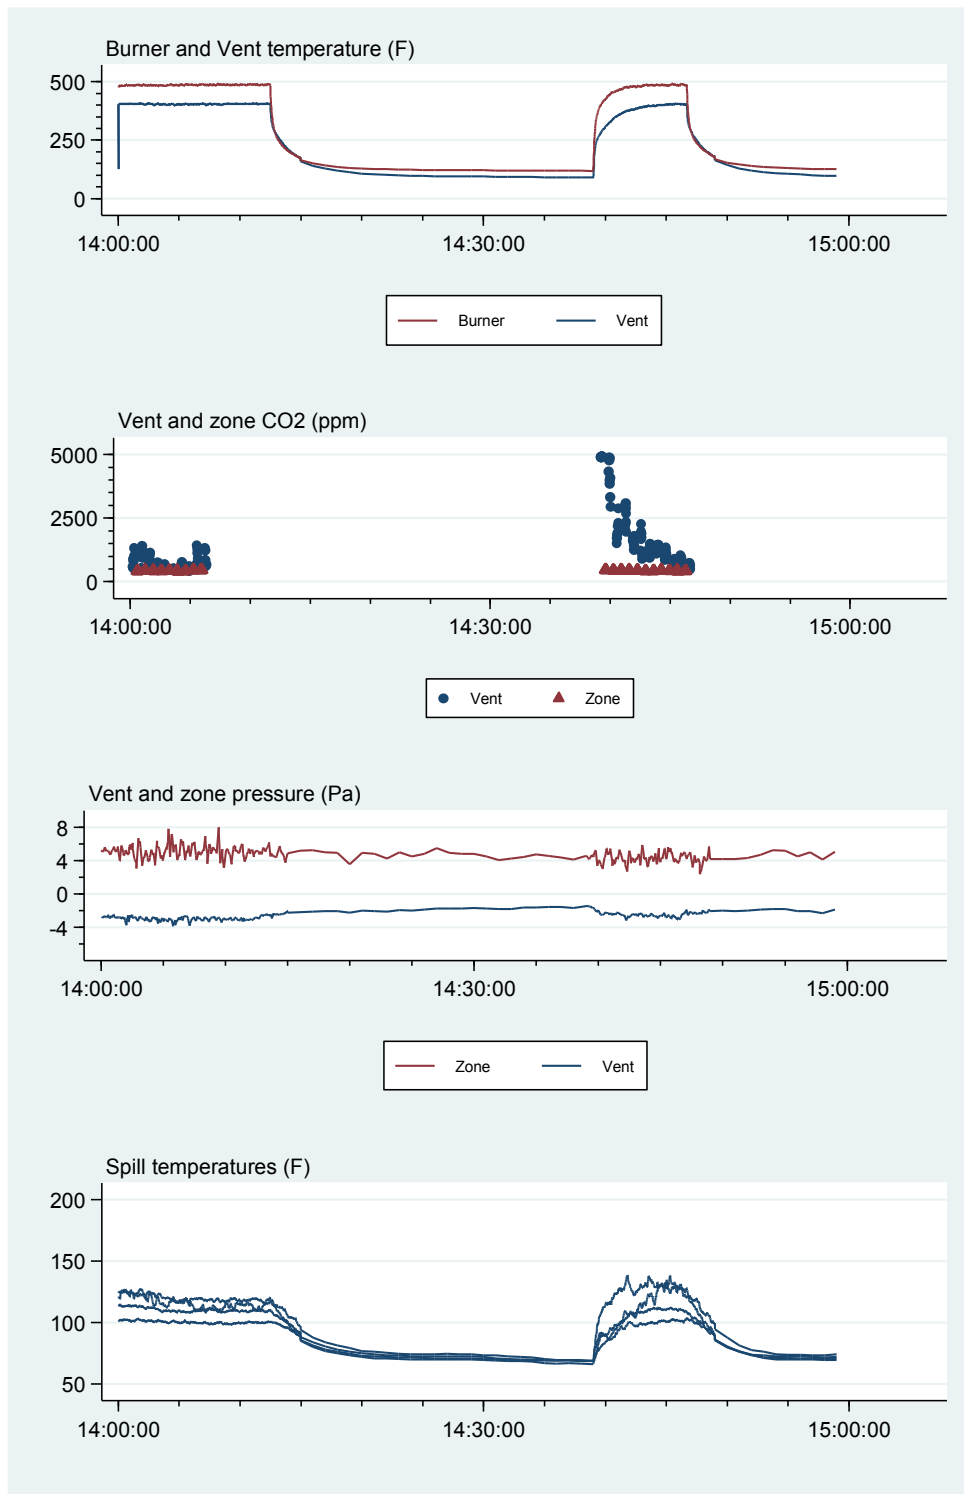 Burner and Vent temperature (F)
500
250
0
14:00:00 14:30:00 15:00:00
Burner Vent
Vent and zone CO2 (ppm)
5000
2500
0
14:00:00 14:30:00 15:00:00
Vent Zone
Vent and zone pressure (Pa)
8
4
0
-4
14:00:00 14:30:00 15:00:00
Zone Vent
Spill temperatures (F)
200
150
100
50
14:00:00 14:30:00 15:00:00